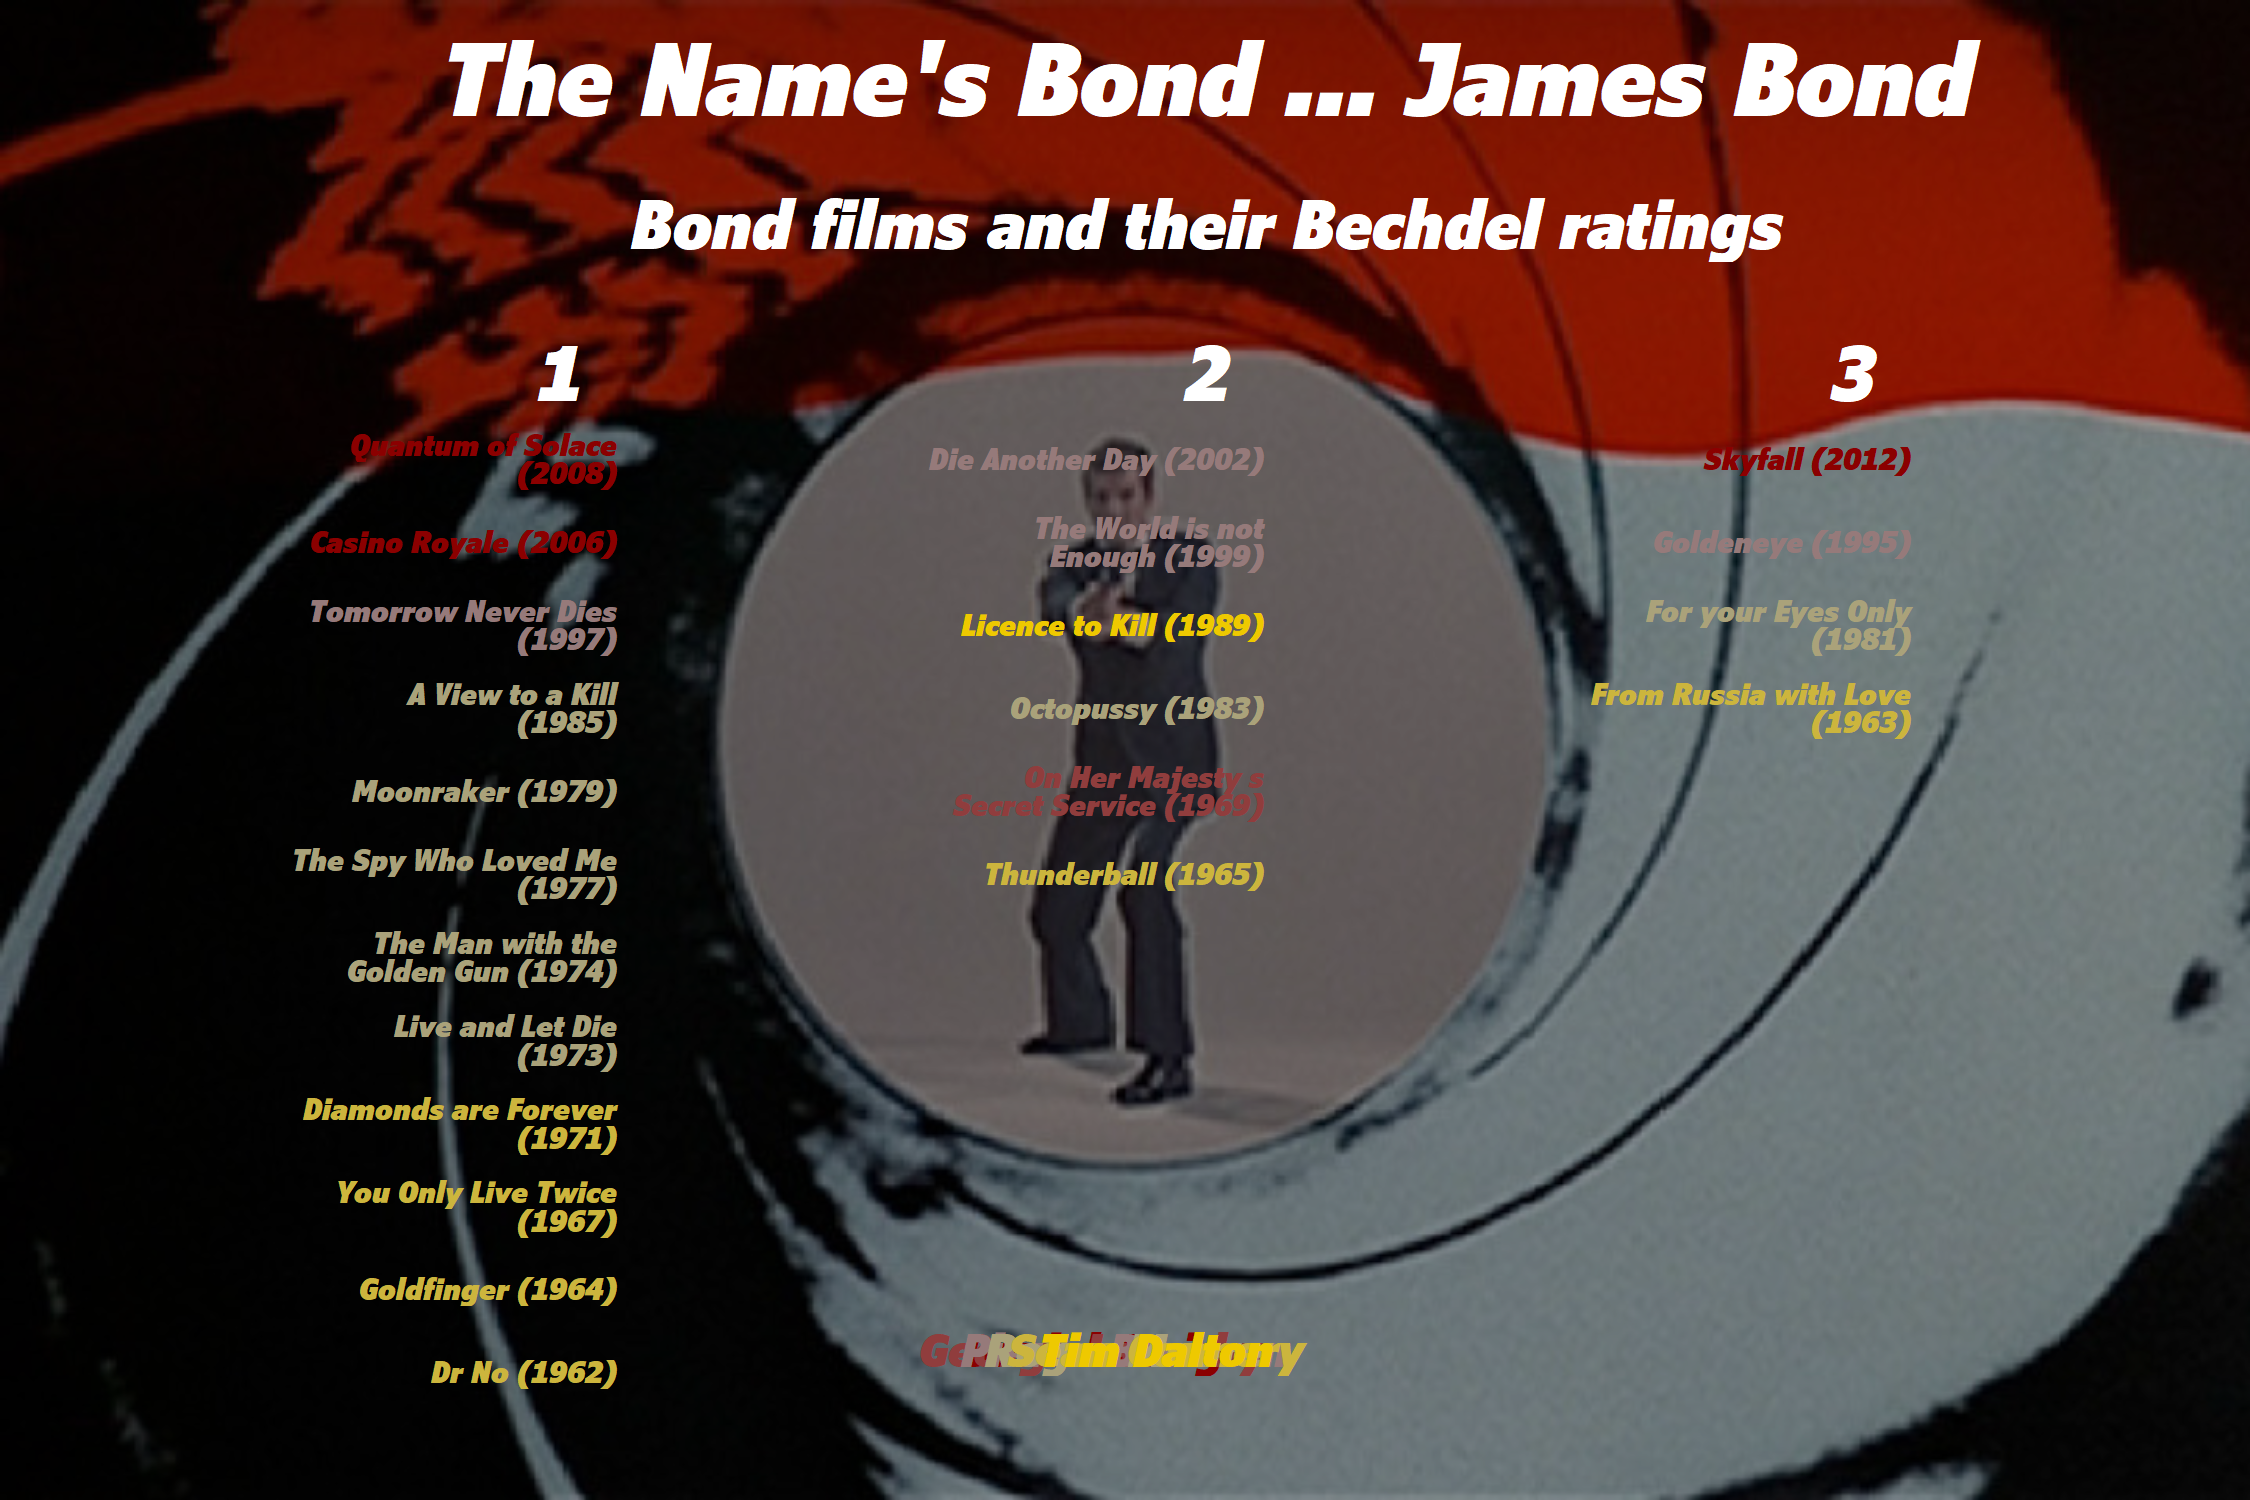 The Name's Bond ... James Bond
Bond films and their Bechdel ratings
1
Quantum of Solace
(2008)
Casino Royale (2006)
Tomorrow Never Dies
(1997)
A View to a Kill
(1985)
Moonraker (1979)
The Spy Who Loved Me
(1977)
The Man with the
Golden Gun (1974)
Live and Let Die
(1973)
Diamonds are Forever
(1971)
You Only Live Twice
(1967)
Goldfinger (1964)
Dr No (1962)
2
Die Another Day (2002)
The World is not
Enough (1999)
Licence to Kill (1989)
Octopussy (1983)
On Her Majesty s
Secret Service (1969)
Thunderball (1965)
3
Skyfall (2012)
Goldeneye (1995)
For your Eyes Only
(1981)
From Russia with Love
(1963)
Tim Dalton